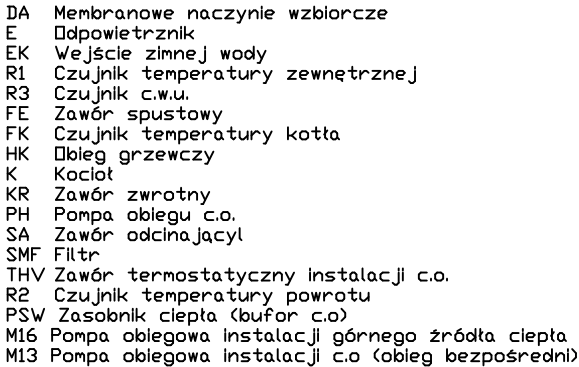 DA Membranowe naczynie wzbiorcze
E Odpowietrznik
EK Wejście zimnej wody
R1 Czujnik temperatury zewnętrznej
R3 Czujnik c.w.u.
FE Zawór spustowy
FK Czujnik temperatury kotła
HK Obieg grzewczy
K Kocioł
KR Zawór zwrotny
PH Pompa obiegu c.o.
SA Zawór odcinającyl
SMF Filtr
THV Zawór termostatyczny instalacji c.o.
R2 Czujnik temperatury powrotu
PSW Zasobnik ciepła (bufor c.o)
M16 Pompa obiegowa instalacji górnego źródła ciepła
M13 Pompa obiegowa instalacji c.o (obieg bezpośredni)